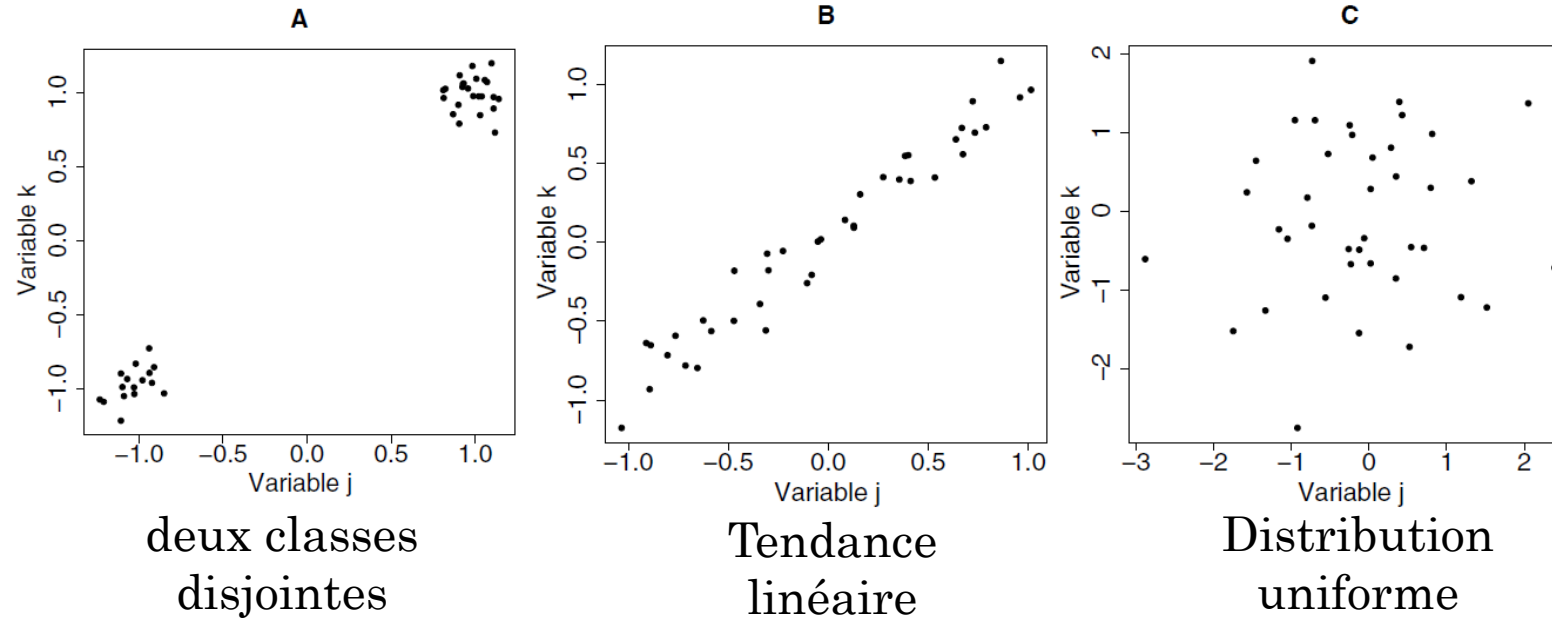 A
B
C
Variable k
1.0
0.5
0.0
−0.5
−1.0
−1.0 −0.5 0.0 0.5 1.0
Variable j
Variable k
1.0
0.5
0.0
−0.5
−1.0
−1.0 −0.5 0.0 0.5 1.0
Variable j
Variable k
2
1
0
−1
−2
−3 −2 −1 0 1 2
Variable j
deux classes
disjointes
Tendance
linéaire
Distribution
uniforme